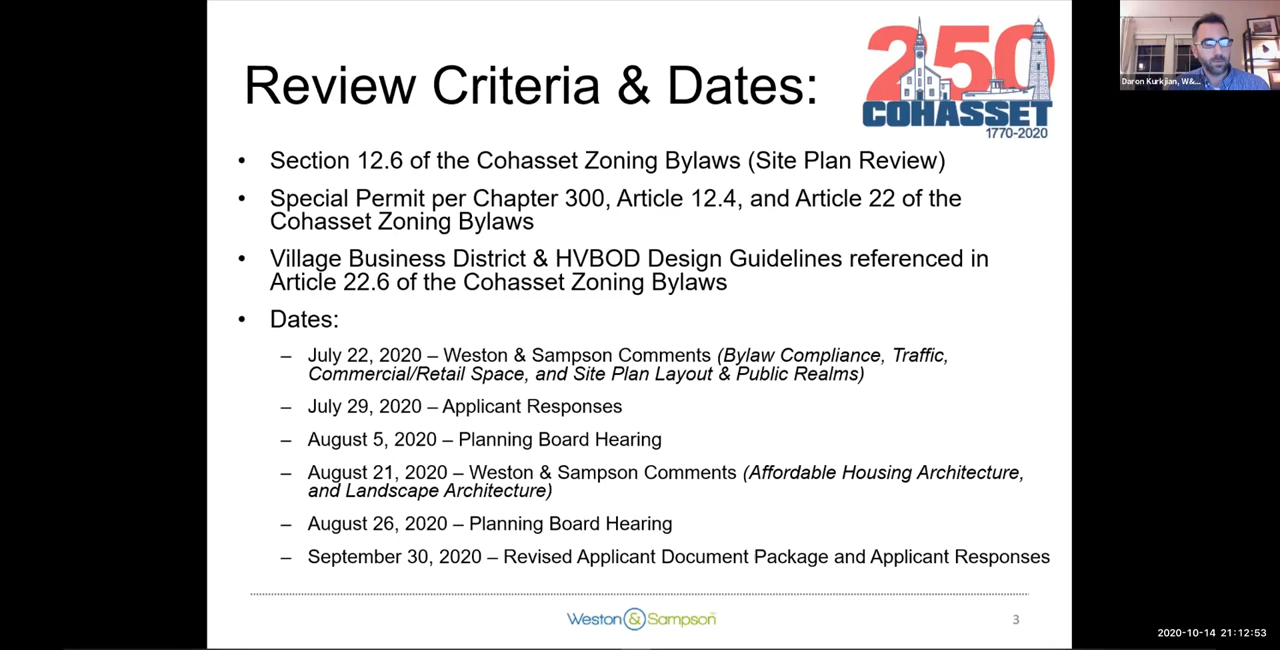 Review Criteria & Dates:
250
COHASSET
1770-2020
Daron Kurkjian, W&...
• Section 12.6 of the Cohasset Zoning Bylaws (Site Plan Review)
• Special Permit per Chapter 300, Article 12.4, and Article 22 of the
Cohasset Zoning Bylaws
• Village Business District & HVBOD Design Guidelines referenced in
Article 22.6 of the Cohasset Zoning Bylaws
• Dates:
– July 22, 2020 – Weston & Sampson Comments (Bylaw Compliance, Traffic,
Commercial/Retail Space, and Site Plan Layout & Public Realms)
– July 29, 2020 – Applicant Responses
– August 5, 2020 – Planning Board Hearing
– August 21, 2020 – Weston & Sampson Comments (Affordable Housing Architecture,
and Landscape Architecture)
– August 26, 2020 – Planning Board Hearing
– September 30, 2020 – Revised Applicant Document Package and Applicant Responses
Weston & Sampson
3
2020-10-14 21:12:53